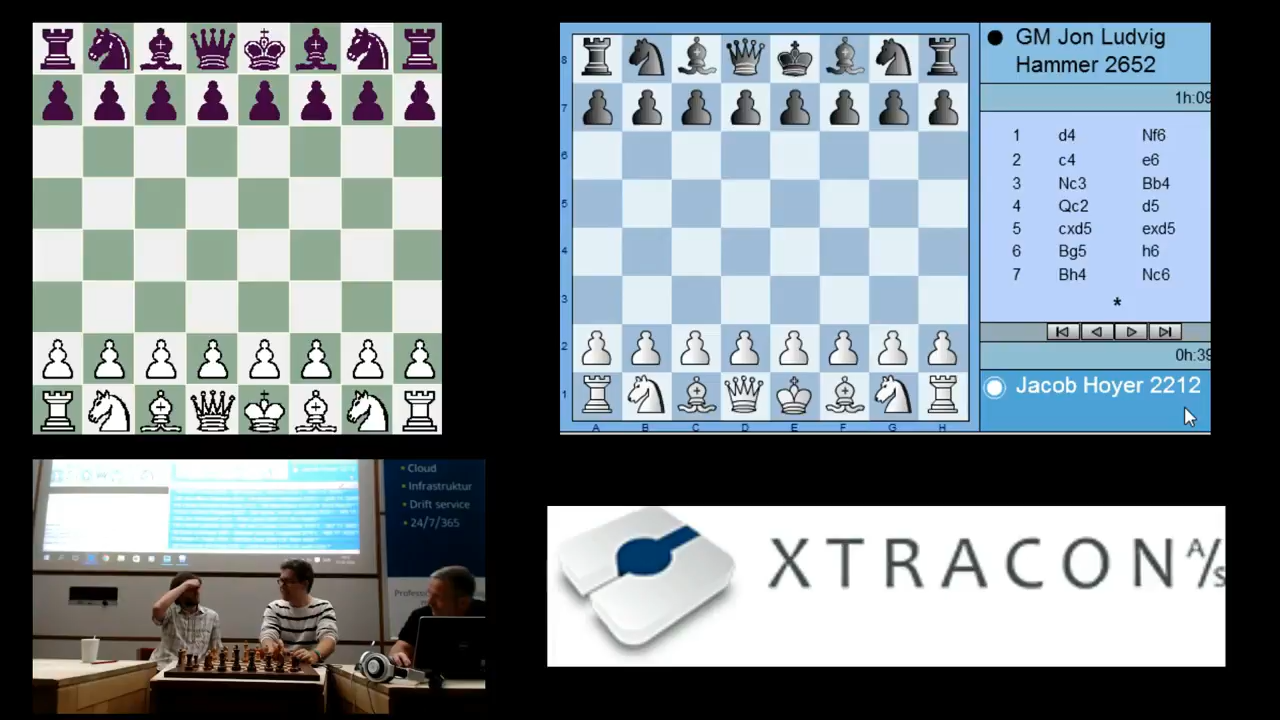 8
7
6
5
4
3
2
1
A B C D E F G H
GM Jon Ludvig
Hammer 2652
1h:09
1 d4 Nf6
2 c4 e6
3 Nc3 Bb4
4 Qc2 d5
5 cxd5 exd5
6 Bg5 h6
7 Bh4 Nc6
*
0h:39
Jacob Hoyer 2212
• Cloud
• Infrastruktur
• Drift service
• 24/7/365
XTRACON A/S